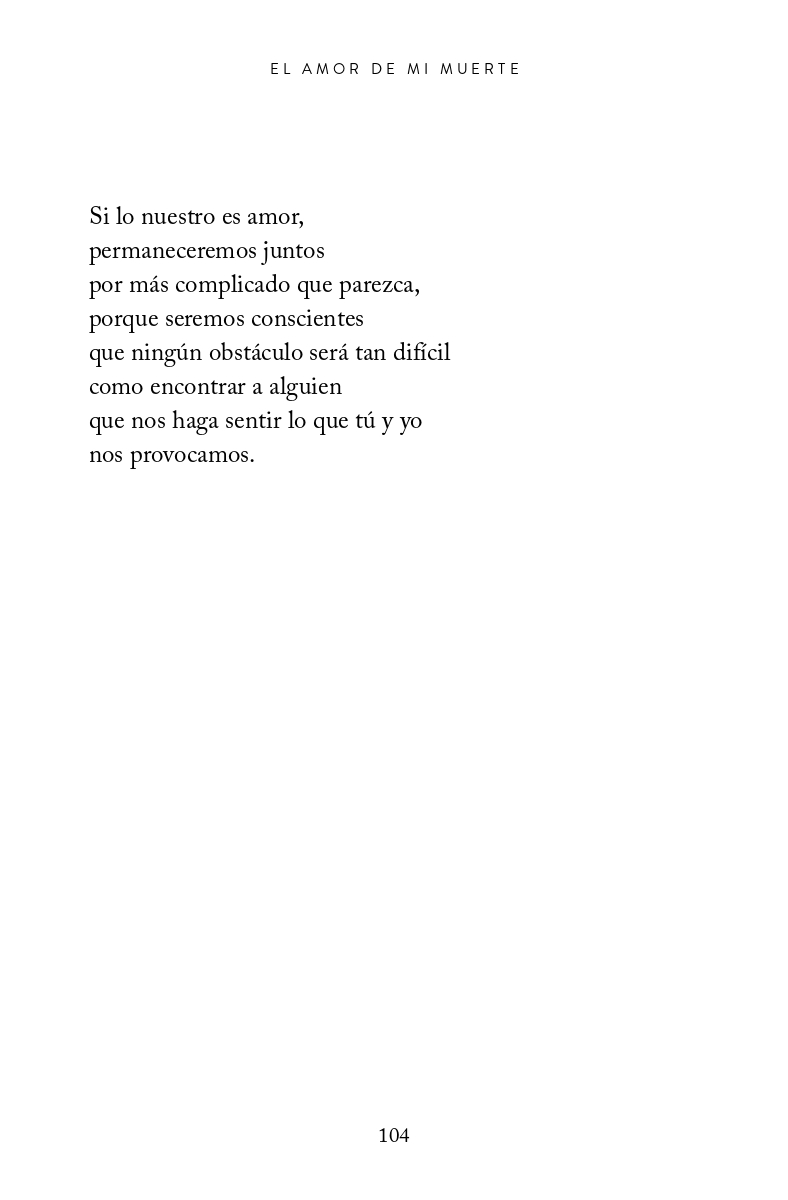 EL AMOR DE MI MUERTE
Si lo nuestro es amor,
permaneceremos juntos
por más complicado que parezca,
porque seremos conscientes
que ningún obstáculo será tan difícil
como encontrar a alguien
que nos haga sentir lo que tú y yo
nos provocamos.
104